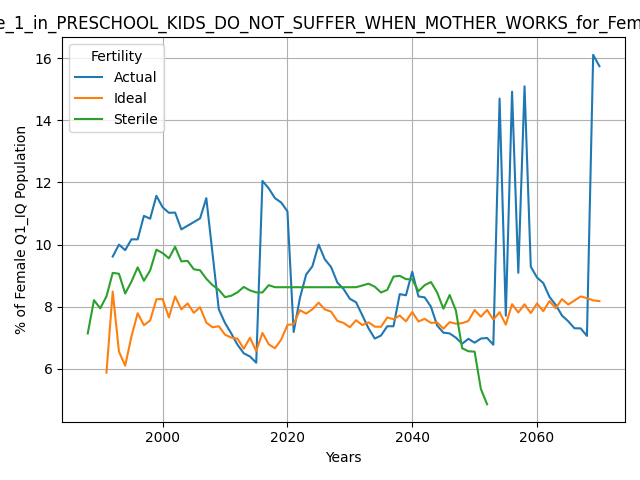 e_1_in_PRESCHOOL_KIDS_DO_NOT_SUFFER_WHEN_MOTHER_WORKS_for_Fem
Fertility
Actual
Ideal
Sterile
% of Female Q1_IQ Population
16
14
12
10
8
6
2000 2020 2040 2060
Years